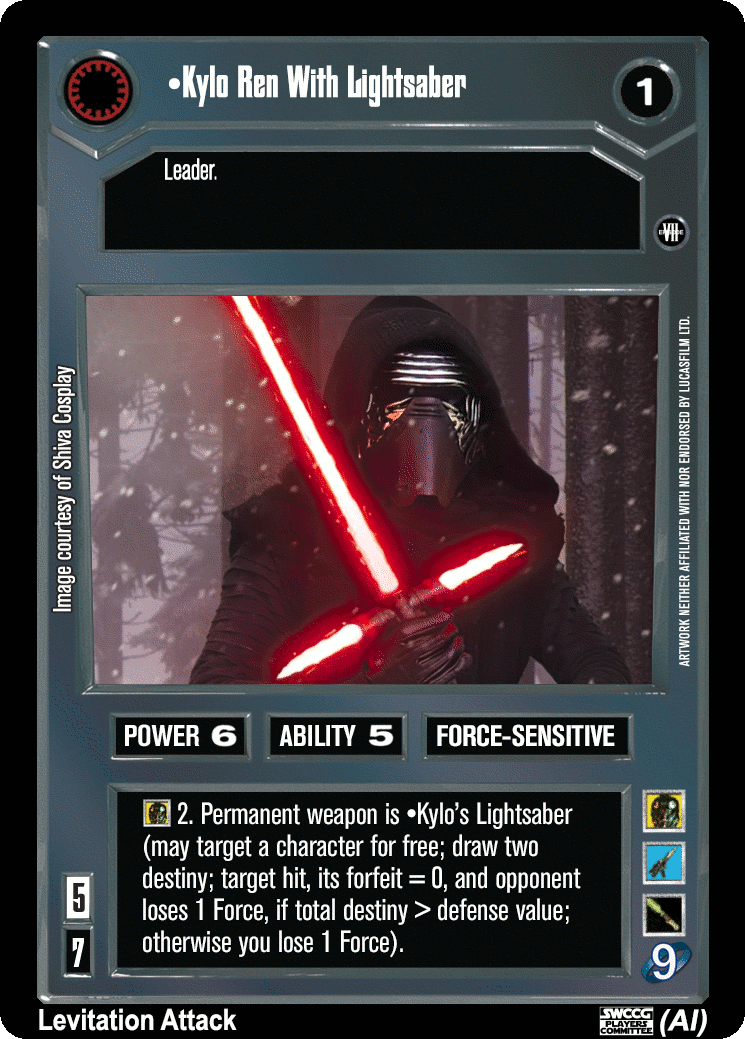 •Kylo Ren With Lightsaber
1
Leader.
EPISODE VII
Image courtesy of Shiva Cosplay
ARTWORK NEITHER AFFILIATED WITH NOR ENDORSED BY LUCASFILM LTD.
POWER 6
ABILITY 5
FORCE-SENSITIVE
2. Permanent weapon is •Kylo's Lightsaber
(may target a character for free; draw two
destiny; target hit, its forfeit = 0, and opponent
loses 1 Force, if total destiny > defense value;
otherwise you lose 1 Force).
5
7
9
Levitation Attack
SWCCG
PLAYERS
COMMITTEE
(AI)